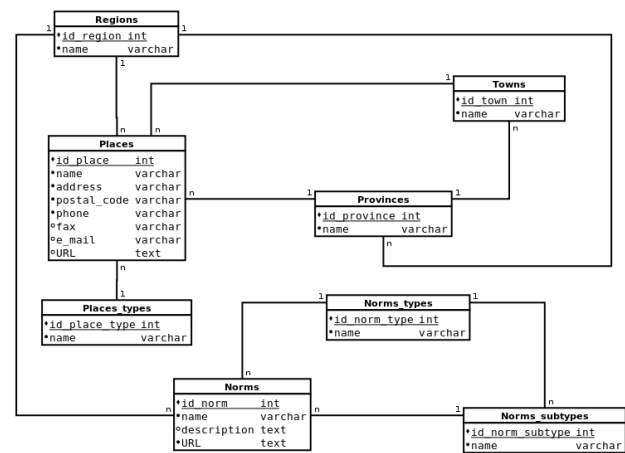 Regions
id_region int
name varchar
1
1
1
1
1
n
Towns
id_town int
name varchar
n
n
Places
id_place int
name varchar
address varchar
postal_code varchar
phone varchar
fax varchar
e_mail varchar
URL text
n
n
1
1
Provinces
id_province int
name varchar
n
n
1
Places_types
id_place_type int
name varchar
1
1
Norms_types
id_norm_type int
name varchar
n
n
Norms
id_norm int
name varchar
description text
URL text
n
n
1
Norms_subtypes
id_norm_subtype int
name varchar